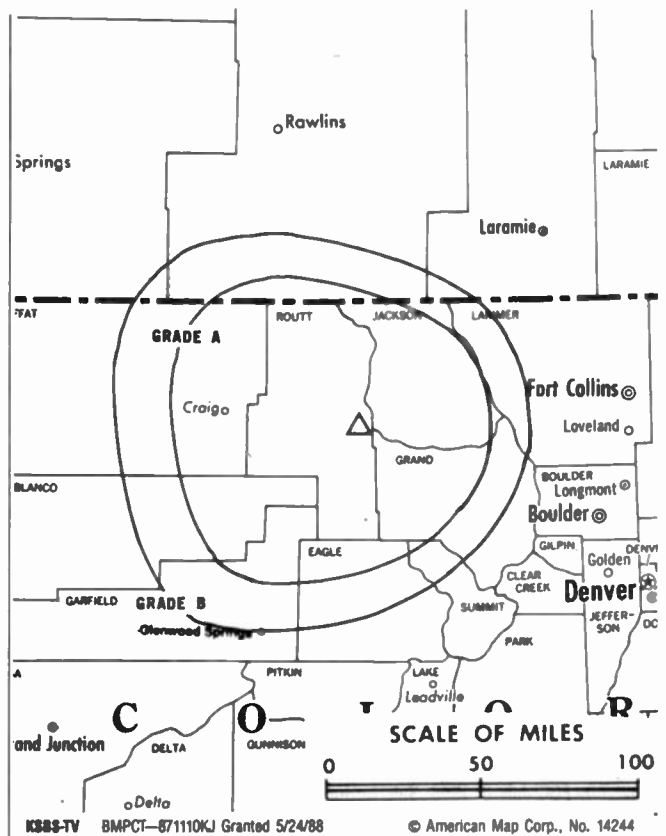 Rawlins
Springs
LARAMIE
Laramie
FFAT
ROUTT
JACKSON
LARIMER
GRADE A
Fort Collins
Craig
Loveland
GRAND
BLANCO
BOULDER
Longmont
Boulder
EAGLE
GILPIN
DENV
Golden
CLEAR
CREEK
Denver
GARFIELD
GRADE B
SUMMIT
JEFFER-
SON
DO
Glenwood Springs
PARK
A
PITKIN
LAKE
Leadville
C O L O R
and Junction
DELTA
GUNNISON
SCALE OF MILES
0 50 100
Delta
KSBS-TV BMPCT—871110KJ Granted 5/24/88
© American Map Corp., No. 14244